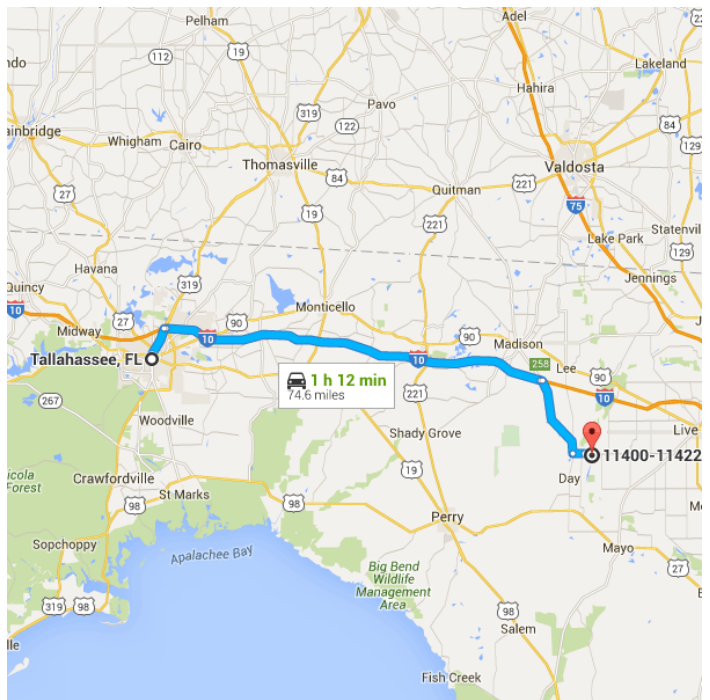 Pelham
Adel
19
112
Lakeland
Hahira
Pavo
319
84
122
129
Whigham
Cairo
Thomasville
Valdosta
84
221
27
Quitman
19
75
221
Lake Park
Havana
319
129
Jennings
Quincy
10
Monticello
27
90
Midway
10
90
Madison
Tallahassee, FL
10
258
Lee
90
1 h 12 min
74.6 miles
10
267
221
Woodville
Shady Grove
Live
11400-11422
19
Day
Crawfordville
St Marks
98
98
Perry
Sopchoppy
Apalachee Bay
Mayo
27
Big Bend
Wildlife
Management
Area
319
98
98
Salem
Fish Creek